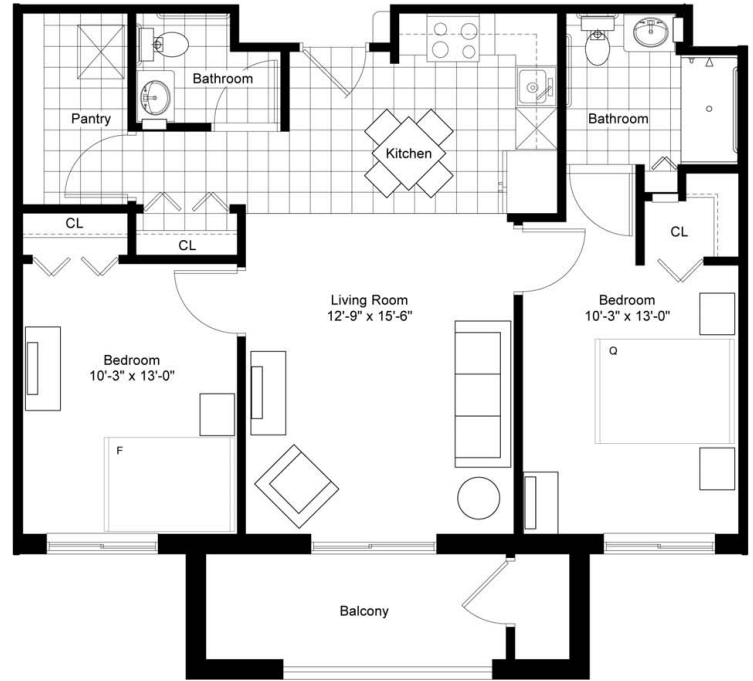 Bathroom
Pantry
Bathroom
Kitchen
CL
CL
CL
Living Room
12'-9" x 15'-6"
Bedroom
10'-3" x 13'-0"
Q
Bedroom
10'-3" x 13'-0"
F
Balcony